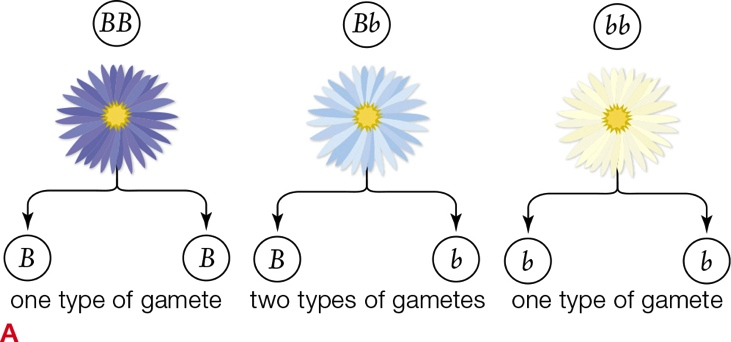 BB Bb bb
B B B b b b
one type of gamete two types of gametes one type of gamete
A